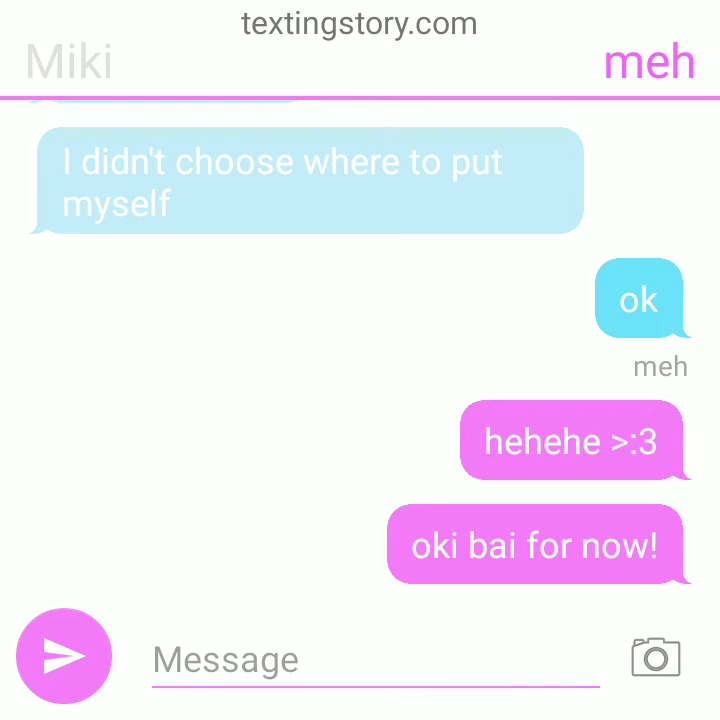 textingstory.com
Miki
meh
I didn't choose where to put
myself
ok
meh
hehehe >:3
oki bai for now!
Message